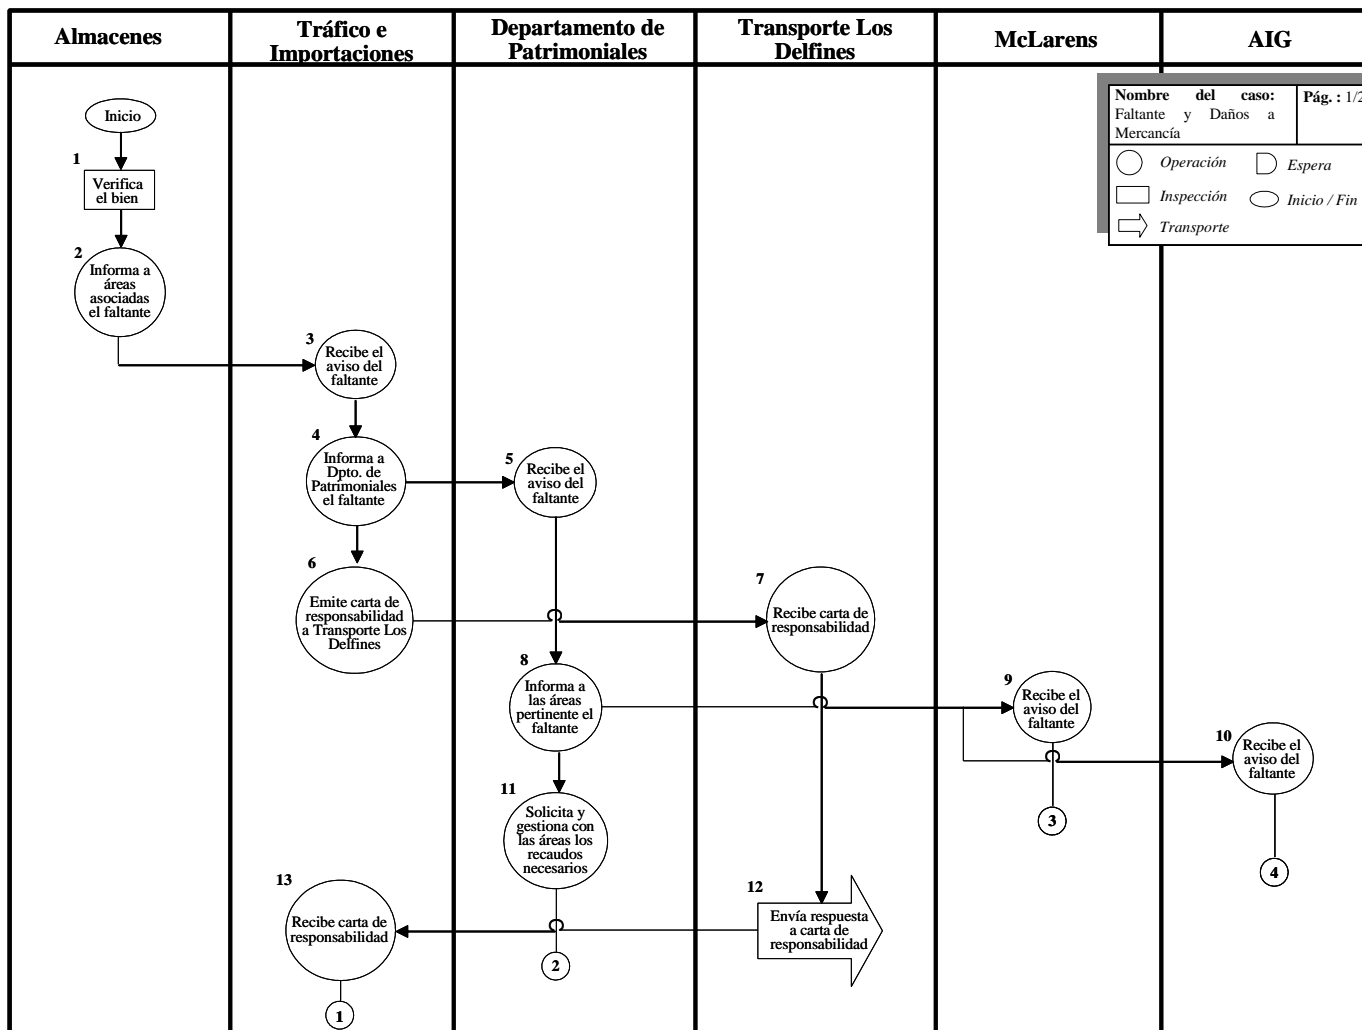 Almacenes
Tráfico e
Importaciones
Departamento de
Patrimoniales
Transporte Los
Delfines
McLarens
AIG
Nombre del caso:
Faltante y Daños a
Mercancía
Pág. : 1/2
Operación
Espera
Inspección
Inicio / Fin
Transporte
Inicio
1
Verifica
el bien
2
Informa a
áreas
asociadas
el faltante
3
Recibe el
aviso del
faltante
4
Informa a
Dpto. de
Patrimoniales
el faltante
5
Recibe el
aviso del
faltante
6
Emite carta de
responsabilidad
a Transporte Los
Delfines
7
Recibe carta de
responsabilidad
8
Informa a
las áreas
pertinente el
faltante
9
Recibe el
aviso del
faltante
10
Recibe el
aviso del
faltante
11
Solicita y
gestiona con
las áreas los
recaudos
necesarios
3
4
12
Envía respuesta
a carta de
responsabilidad
13
Recibe carta de
responsabilidad
2
1